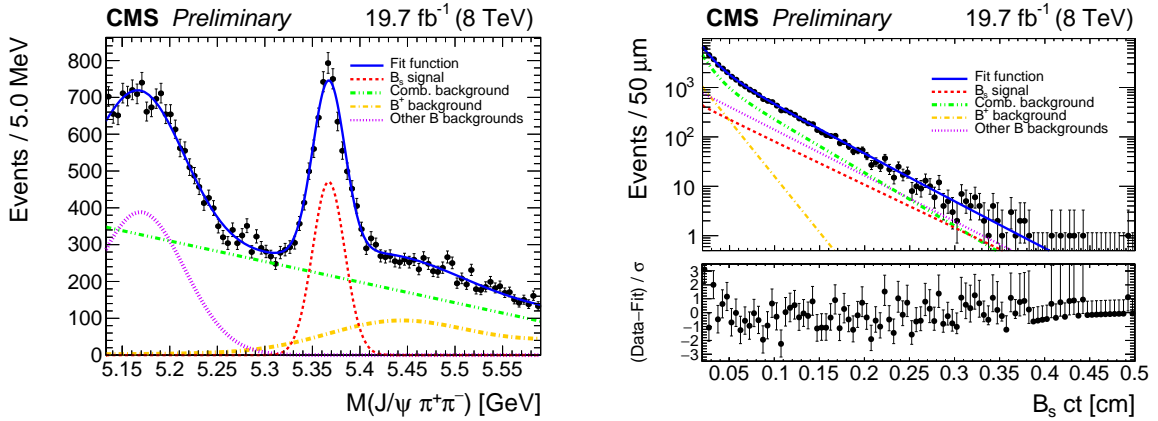 CMS Preliminary 19.7 fb⁻¹ (8 TeV)
Events / 5.0 MeV
800
700
600
500
400
300
200
100
0
Fit function
Bₛ signal
Comb. background
B⁺ background
Other B backgrounds
5.15 5.2 5.25 5.3 5.35 5.4 5.45 5.5 5.55
M(J/ψ π⁺π⁻) [GeV]
CMS Preliminary 19.7 fb⁻¹ (8 TeV)
Events / 50 μm
10³
10²
10
1
Fit function
Bₛ signal
Comb. background
B⁺ background
Other B backgrounds
(Data−Fit) / σ
3
2
1
0
−1
−2
−3
0.05 0.1 0.15 0.2 0.25 0.3 0.35 0.4 0.45 0.5
Bₛ ct [cm]